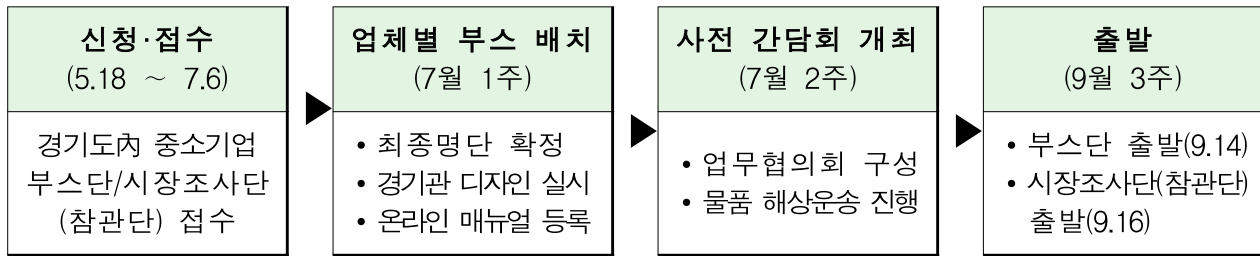 신청·접수
(5.18 ~ 7.6)
경기도內 중소기업
부스단/시장조사단
(참관단) 접수
업체별 부스 배치
(7월 1주)
• 최종명단 확정
• 경기관 디자인 실시
• 온라인 매뉴얼 등록
사전 간담회 개최
(7월 2주)
• 업무협의회 구성
• 물품 해상운송 진행
출발
(9월 3주)
• 부스단 출발(9.14)
• 시장조사단(참관단)
출발(9.16)